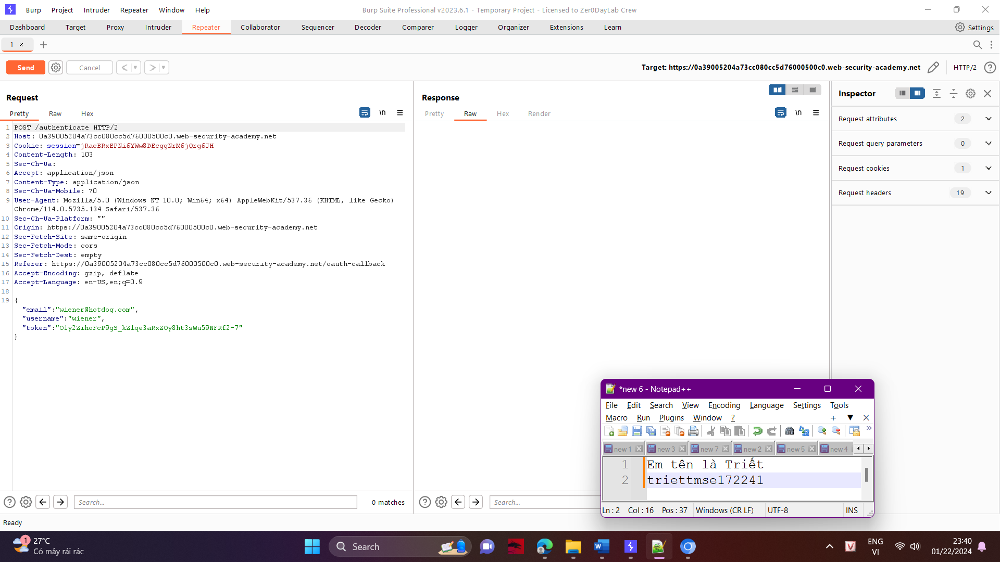 Burp Project Intruder Repeater Window Help
Burp Suite Professional v2023.6.1 - Temporary Project - Licensed to Zer0DayLab Crew
Dashboard Target Proxy Intruder Repeater Collaborator Sequencer Decoder Comparer Logger Organizer Extensions Learn
Settings
1 ×
Send Cancel
Target: https://0a39005204a73cc080cc5d76000500c0.web-security-academy.net HTTP/2
Request
Pretty Raw Hex
\n
1 POST /authenticate HTTP/2
2 Host: 0a39005204a73cc080cc5d76000500c0.web-security-academy.net
3 Cookie: session=jRacBRxEPNi6YWw8DEcggNrM6jQrg6JH
4 Content-Length: 103
5 Sec-Ch-Ua:
6 Accept: application/json
7 Content-Type: application/json
8 Sec-Ch-Ua-Mobile: ?0
9 User-Agent: Mozilla/5.0 (Windows NT 10.0; Win64; x64) AppleWebKit/537.36 (KHTML, like Gecko)
Chrome/114.0.5735.134 Safari/537.36
10 Sec-Ch-Ua-Platform: ""
11 Origin: https://0a39005204a73cc080cc5d76000500c0.web-security-academy.net
12 Sec-Fetch-Site: same-origin
13 Sec-Fetch-Mode: cors
14 Sec-Fetch-Dest: empty
15 Referer: https://0a39005204a73cc080cc5d76000500c0.web-security-academy.net/oauth-callback
16 Accept-Encoding: gzip, deflate
17 Accept-Language: en-US,en;q=0.9
18
19 {
"email":"wiener@hotdog.com",
"username":"wiener",
"token":"O1y2ZihoFcP9gS_kZlqe3aRxZOy8ht3sWu59NFRf2-7"
}
Search... 0 matches
Response
Pretty Raw Hex Render
\n
Search...
Inspector
Request attributes 2
Request query parameters 0
Request cookies 1
Request headers 19
*new 6 - Notepad++
File Edit Search View Encoding Language Settings Tools
Macro Run Plugins Window ?
new 1 new 3 new 7 new 2 new 5 new 4
1 Em tên là Triết
2 triettmse172241
Ln : 2 Col : 16 Pos : 37 Windows (CR LF) UTF-8 INS
Ready
1
27°C
Có mây rải rác
Search
ENG
VI
23:40
01/22/2024